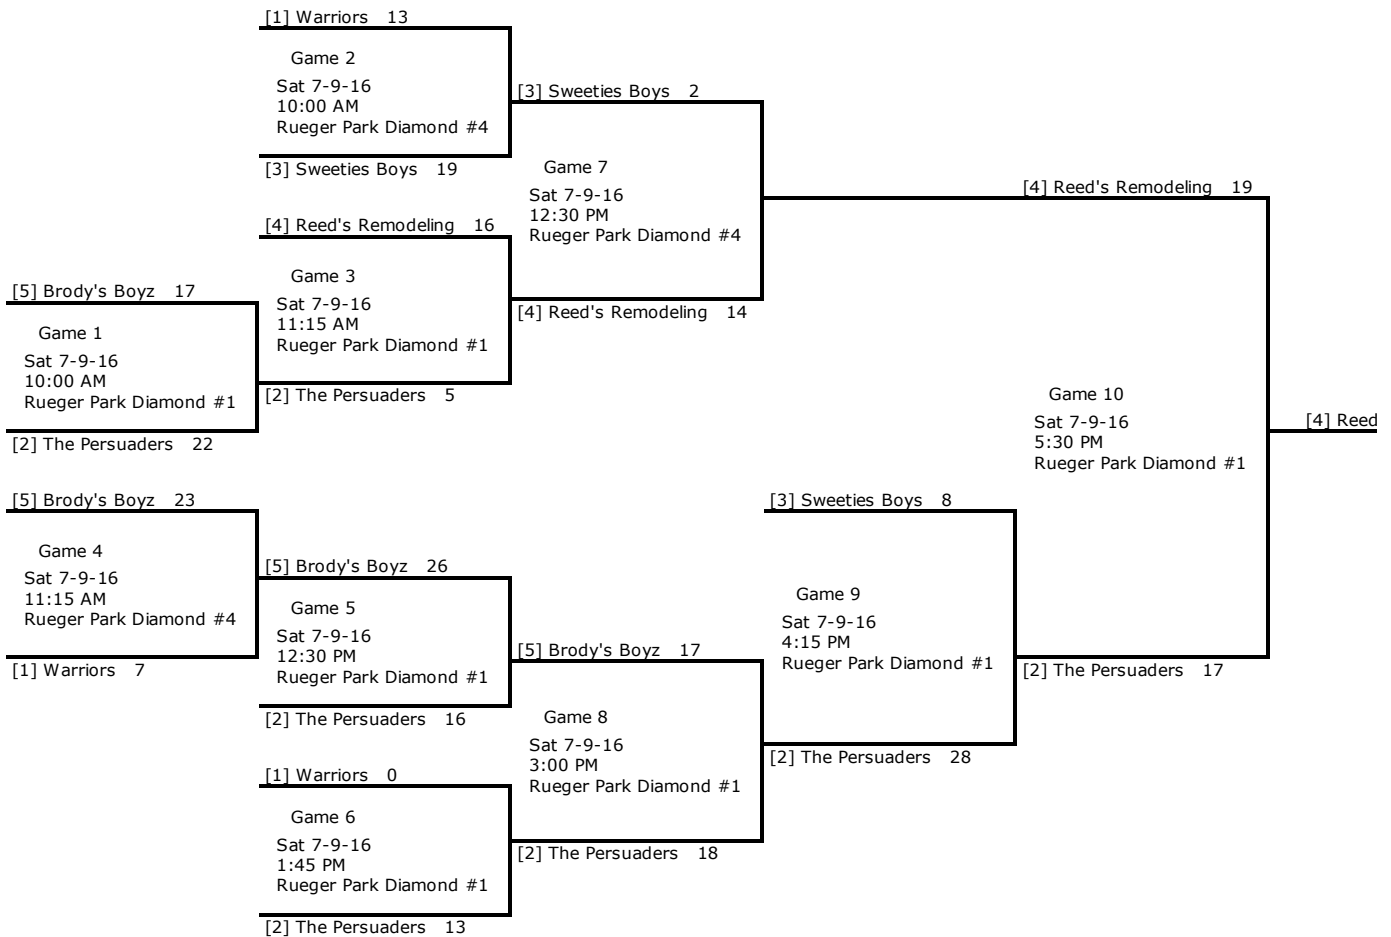 [1] Warriors 13
Game 2
Sat 7-9-16
10:00 AM
Rueger Park Diamond #4
[3] Sweeties Boys 19
[3] Sweeties Boys 2
Game 7
Sat 7-9-16
12:30 PM
Rueger Park Diamond #4
[4] Reed's Remodeling 14
[4] Reed's Remodeling 16
Game 3
Sat 7-9-16
11:15 AM
Rueger Park Diamond #1
[2] The Persuaders 5
[5] Brody's Boyz 17
Game 1
Sat 7-9-16
10:00 AM
Rueger Park Diamond #1
[2] The Persuaders 22
[4] Reed's Remodeling 19
Game 10
Sat 7-9-16
5:30 PM
Rueger Park Diamond #1
[2] The Persuaders 17
[4] Reed
[5] Brody's Boyz 23
Game 4
Sat 7-9-16
11:15 AM
Rueger Park Diamond #4
[1] Warriors 7
[5] Brody's Boyz 26
Game 5
Sat 7-9-16
12:30 PM
Rueger Park Diamond #1
[2] The Persuaders 16
[5] Brody's Boyz 17
Game 8
Sat 7-9-16
3:00 PM
Rueger Park Diamond #1
[2] The Persuaders 18
[3] Sweeties Boys 8
Game 9
Sat 7-9-16
4:15 PM
Rueger Park Diamond #1
[2] The Persuaders 28
[1] Warriors 0
Game 6
Sat 7-9-16
1:45 PM
Rueger Park Diamond #1
[2] The Persuaders 13